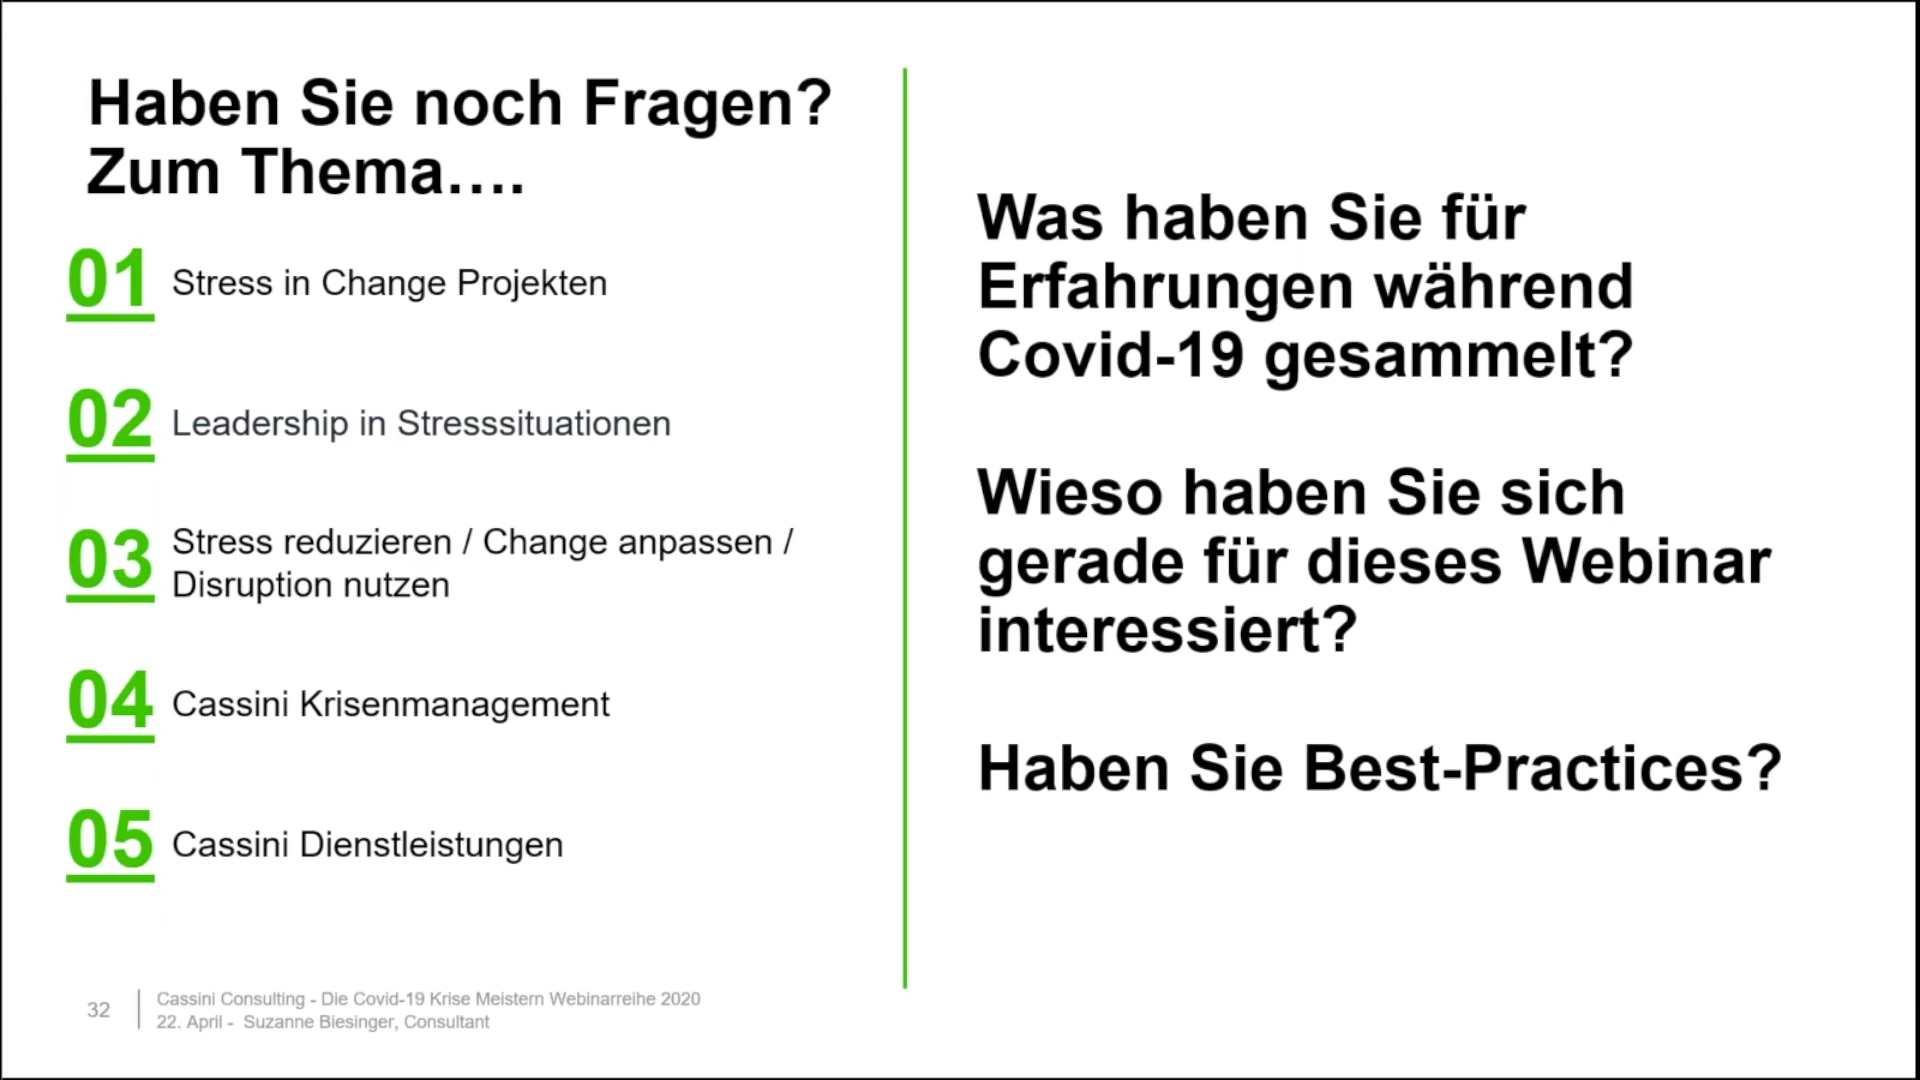 Haben Sie noch Fragen?
Zum Thema….
01 Stress in Change Projekten
02 Leadership in Stresssituationen
03 Stress reduzieren / Change anpassen /
Disruption nutzen
04 Cassini Krisenmanagement
05 Cassini Dienstleistungen
Was haben Sie für
Erfahrungen während
Covid-19 gesammelt?
Wieso haben Sie sich
gerade für dieses Webinar
interessiert?
Haben Sie Best-Practices?
32
Cassini Consulting - Die Covid-19 Krise Meistern Webinarreihe 2020
22. April - Suzanne Biesinger, Consultant